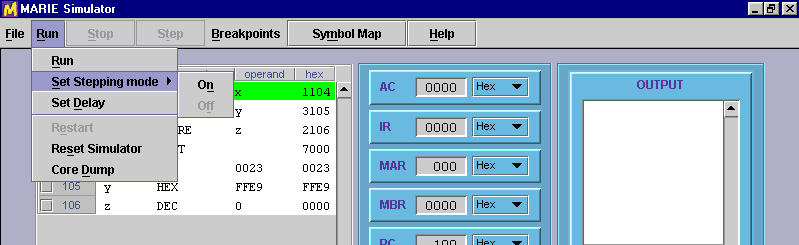 MARIE Simulator
File Run Stop Step Breakpoints Symbol Map Help
Run
Set Stepping mode
Set Delay
Restart
Reset Simulator
Core Dump
On
Off
operand hex
x 1104
y 3105
RE z 2106
T 7000
0023 0023
105 y HEX FFE9 FFE9
106 z DEC 0 0000
AC 0000 Hex
IR 0000 Hex
MAR 000 Hex
MBR 0000 Hex
PC 100 Hex
OUTPUT